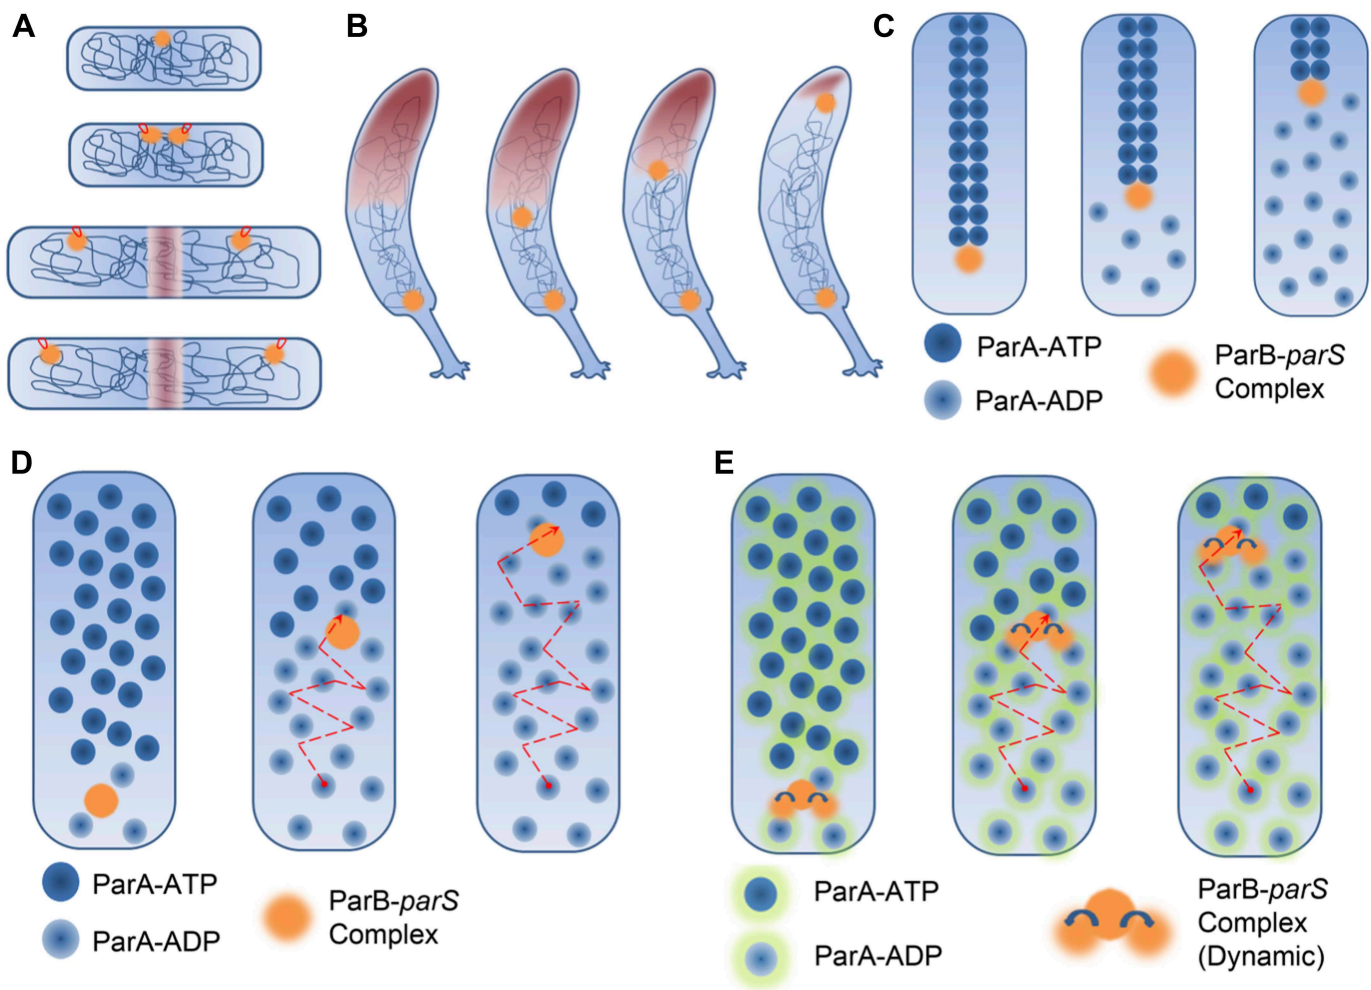 A
B
C
ParA-ATP
ParA-ADP
ParB-parS
Complex
D
E
ParA-ATP
ParA-ADP
ParB-parS
Complex
ParA-ATP
ParA-ADP
ParB-parS
Complex
(Dynamic)